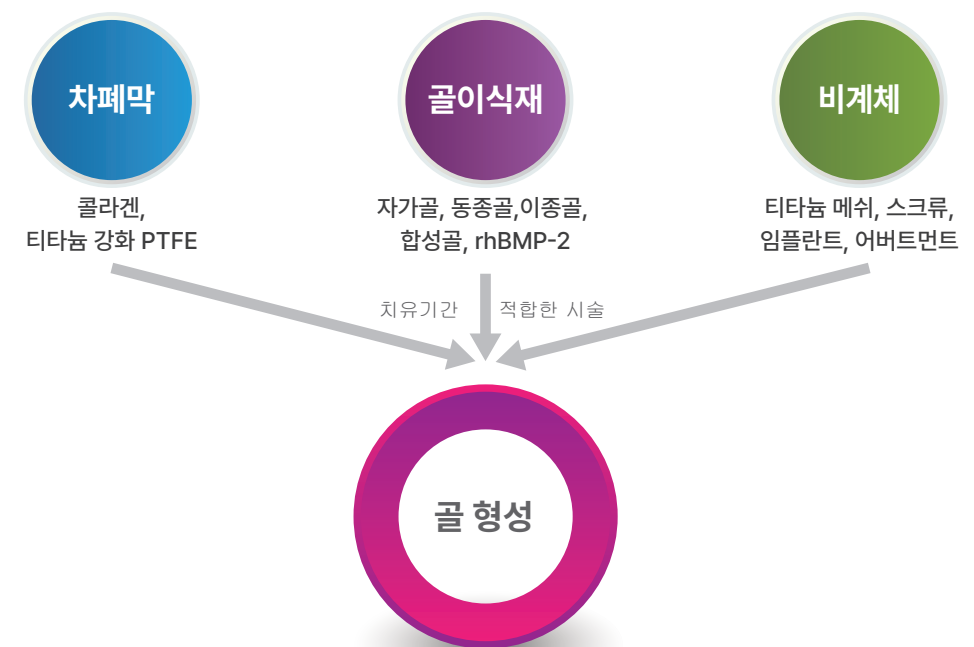 차폐막
콜라겐,
티타늄 강화 PTFE
골이식재
자가골, 동종골,이종골,
합성골, rhBMP-2
비계체
티타늄 메쉬, 스크류,
임플란트, 어버트먼트
치유기간
적합한 시술
골 형성